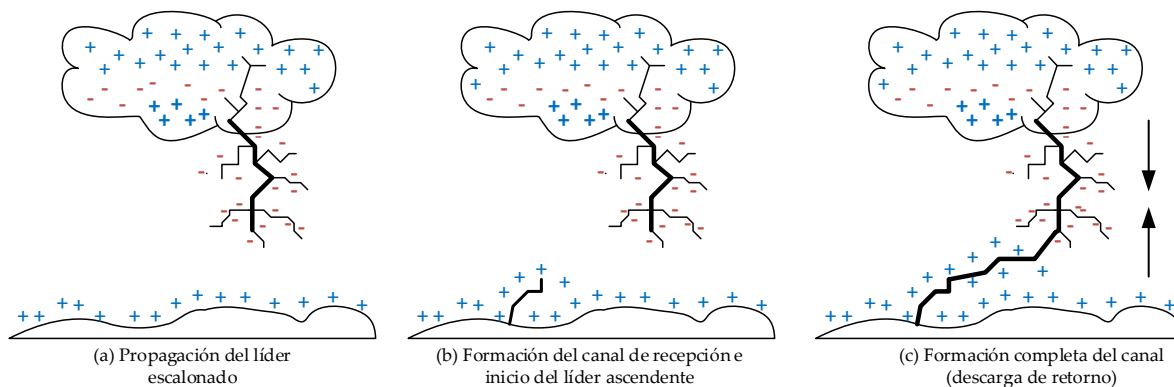 (a) Propagación del líder
escalonado
(b) Formación del canal de recepción e
inicio del líder ascendente
(c) Formación completa del canal
(descarga de retorno)